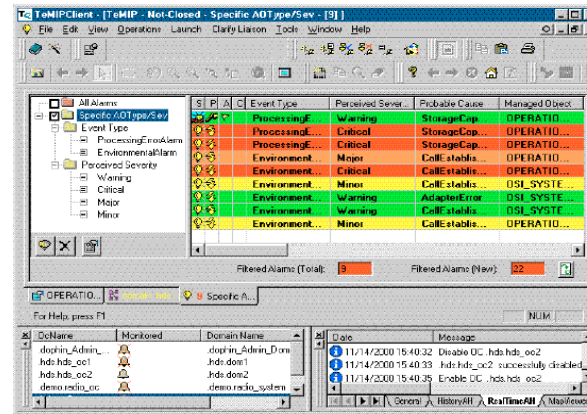 TeMIPClient - [TeMIP - Not-Closed - Specific AOType/Sev - [9] ]
File Edit View Operations Launch Clarify Liaison Tools Window Help
All Alarms
Specific AOType/Sev
Event Type
ProcessingErrorAlarm
EnvironmentalAlarm
Perceived Severity
Warning
Critical
Major
Minor
S P A C Event Type Perceived Sever... Probable Cause Managed Object
ProcessingE... Warning StorageCap... OPERATIO...
ProcessingE... Critical StorageCap... OPERATIO...
ProcessingE... Critical StorageCap... OPERATIO...
Environment... Major CallEstablis... OPERATIO...
Environment... Critical CallEstablis... OPERATIO...
Environment... Minor CallEstablis... OSI_SYSTE...
Environment... Warning AdapterError OSI_SYSTE...
Environment... Warning CallEstablis... OSI_SYSTE...
Environment... Minor CallEstablis... OPERATIO...
Filtered Alarms (Total): 9 Filtered Alarms (New): 22
OPERATIO... 9 Specific A...
For Help, press F1 NUM
OcName Monitored Domain Name
.dophin_Admin_... .dophin_Admin_Dom
.hds.hds_oc1 .hds.dom1
.hds.hds_oc2 .hds.dom2
.demo.radio_oc .demo.radio_system
Date Message
11/14/2000 15:40:32 Disable OC .hds.hds_oc2
11/14/2000 15:40:33 .hds.hds_oc2 successfully disabled_
11/14/2000 15:40:35 Enable OC .hds.hds_oc2
General HistoryAH RealTimeAH MapViewer